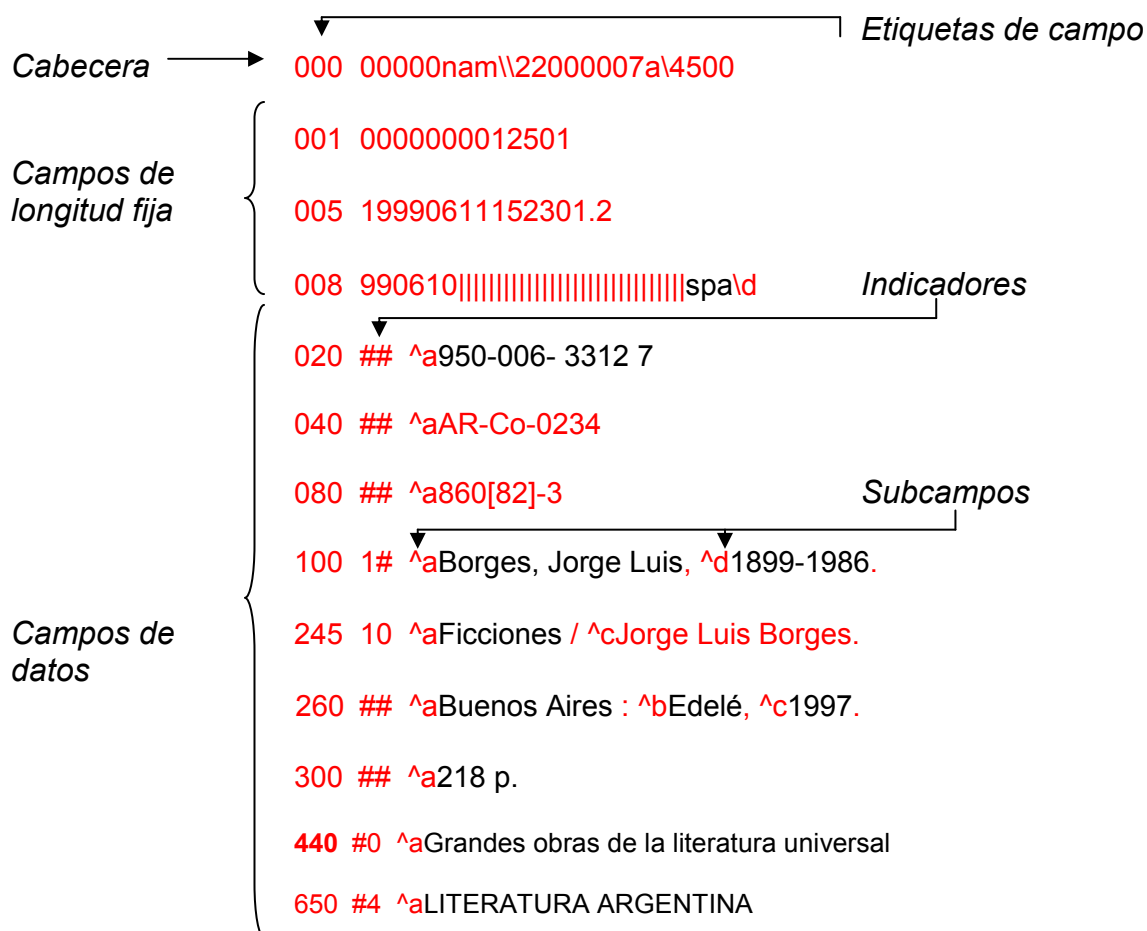 Etiquetas de campo
Cabecera
000 00000nam\\22000007a\4500
001 0000000012501
Campos de
longitud fija
005 19990611152301.2
008 990610||||||||||||||||||||||||||||||spa\d
Indicadores
020 ## ^a950-006- 3312 7
040 ## ^aAR-Co-0234
080 ## ^a860[82]-3
Subcampos
100 1# ^aBorges, Jorge Luis, ^d1899-1986.
Campos de
datos
245 10 ^aFicciones / ^cJorge Luis Borges.
260 ## ^aBuenos Aires : ^bEdelé, ^c1997.
300 ## ^a218 p.
440 #0 ^aGrandes obras de la literatura universal
650 #4 ^aLITERATURA ARGENTINA